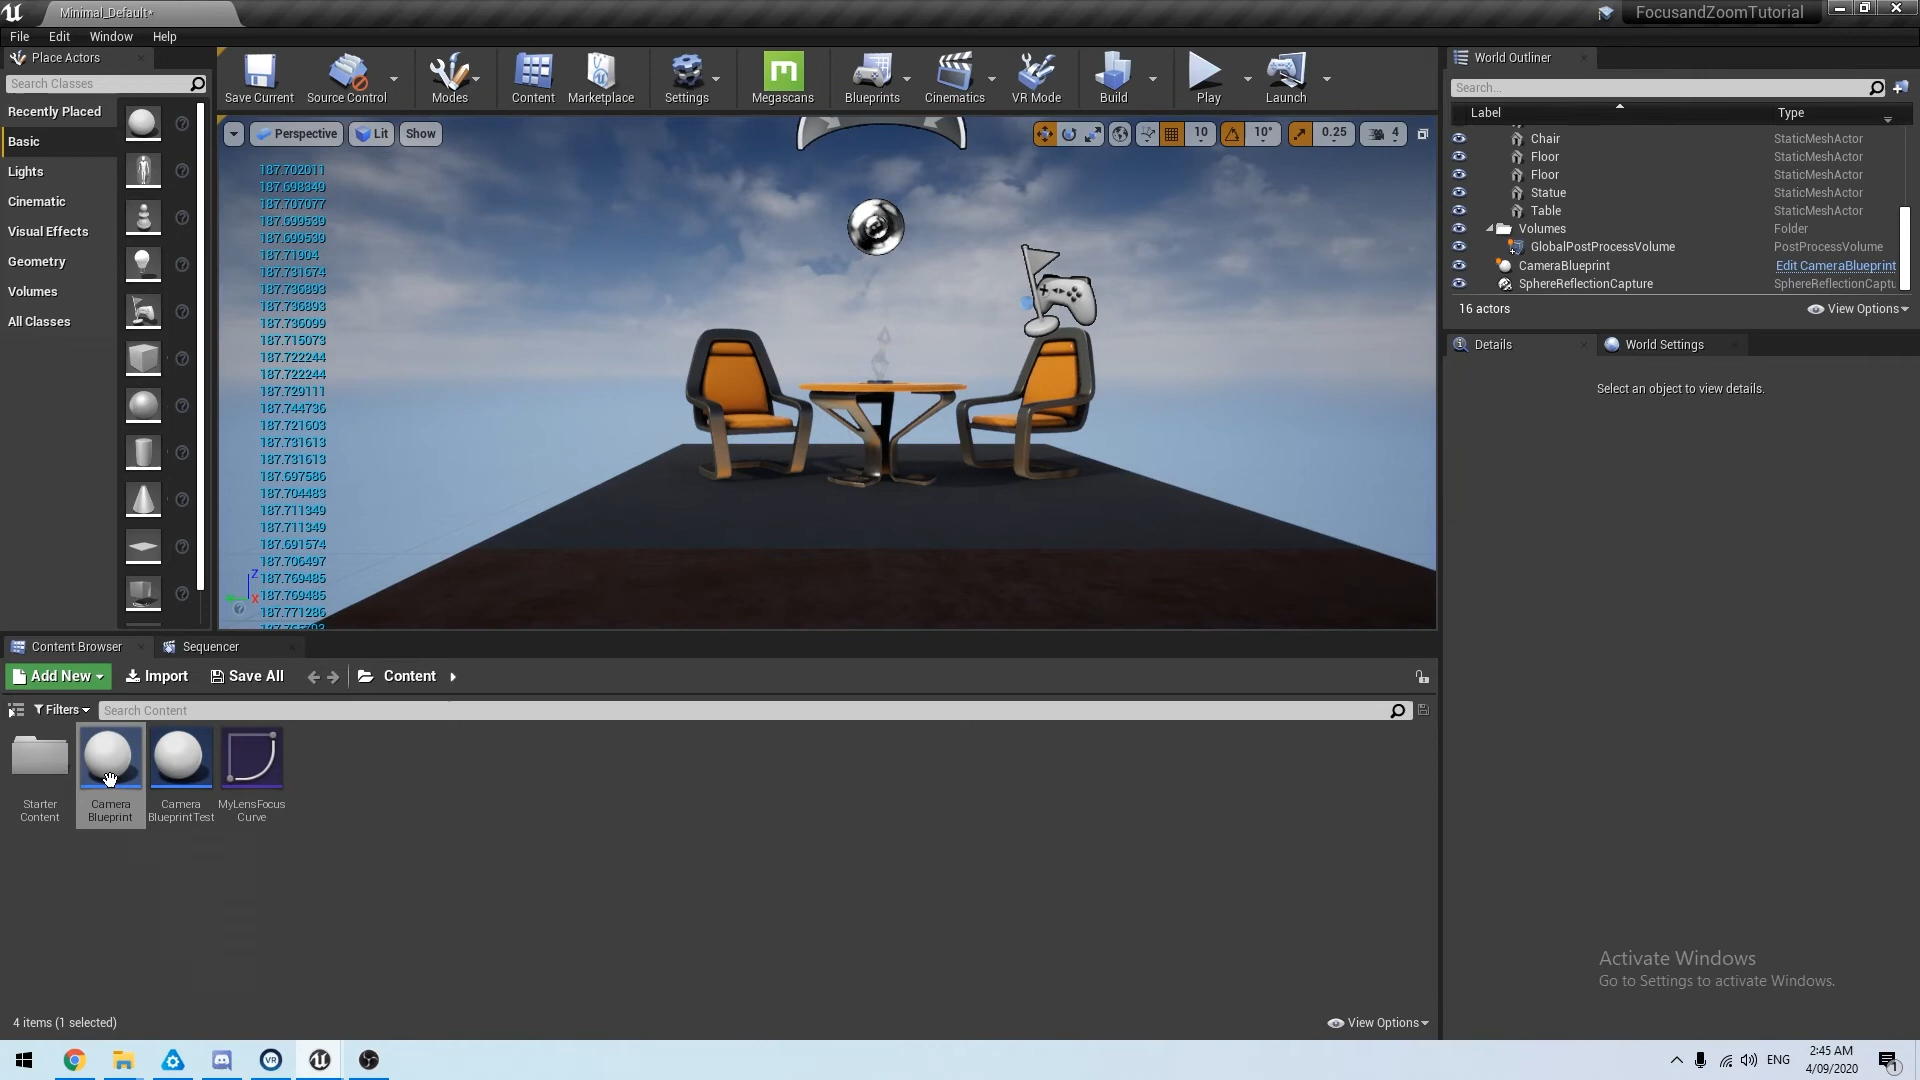 Minimal_Default*
FocusandZoomTutorial
File Edit Window Help
Place Actors
Search Classes
Recently Placed
Basic
Lights
Cinematic
Visual Effects
Geometry
Volumes
All Classes
Save Current
Source Control
Modes
Content
Marketplace
Settings
Megascans
Blueprints
Cinematics
VR Mode
Build
Play
Launch
Perspective
Lit
Show
10
10°
0.25
4
187.702011
187.698349
187.707077
187.699539
187.699539
187.71904
187.731674
187.736893
187.736893
187.736099
187.715073
187.722244
187.722244
187.729111
187.744736
187.721603
187.731613
187.731613
187.697586
187.704483
187.711349
187.711349
187.691574
187.706497
187.769485
187.769485
187.771286
Z
X
World Outliner
Search...
Label Type
Chair StaticMeshActor
Floor StaticMeshActor
Floor StaticMeshActor
Statue StaticMeshActor
Table StaticMeshActor
Volumes Folder
GlobalPostProcessVolume PostProcessVolume
CameraBlueprint Edit CameraBlueprint
SphereReflectionCapture SphereReflectionCaptu
16 actors
View Options
Details
World Settings
Select an object to view details.
Content Browser
Sequencer
Add New
Import
Save All
Content
Filters
Search Content
Starter
Content
Camera
Blueprint
Camera
BlueprintTest
MyLensFocus
Curve
4 items (1 selected)
View Options
Activate Windows
Go to Settings to activate Windows.
ENG
2:45 AM
4/09/2020
1